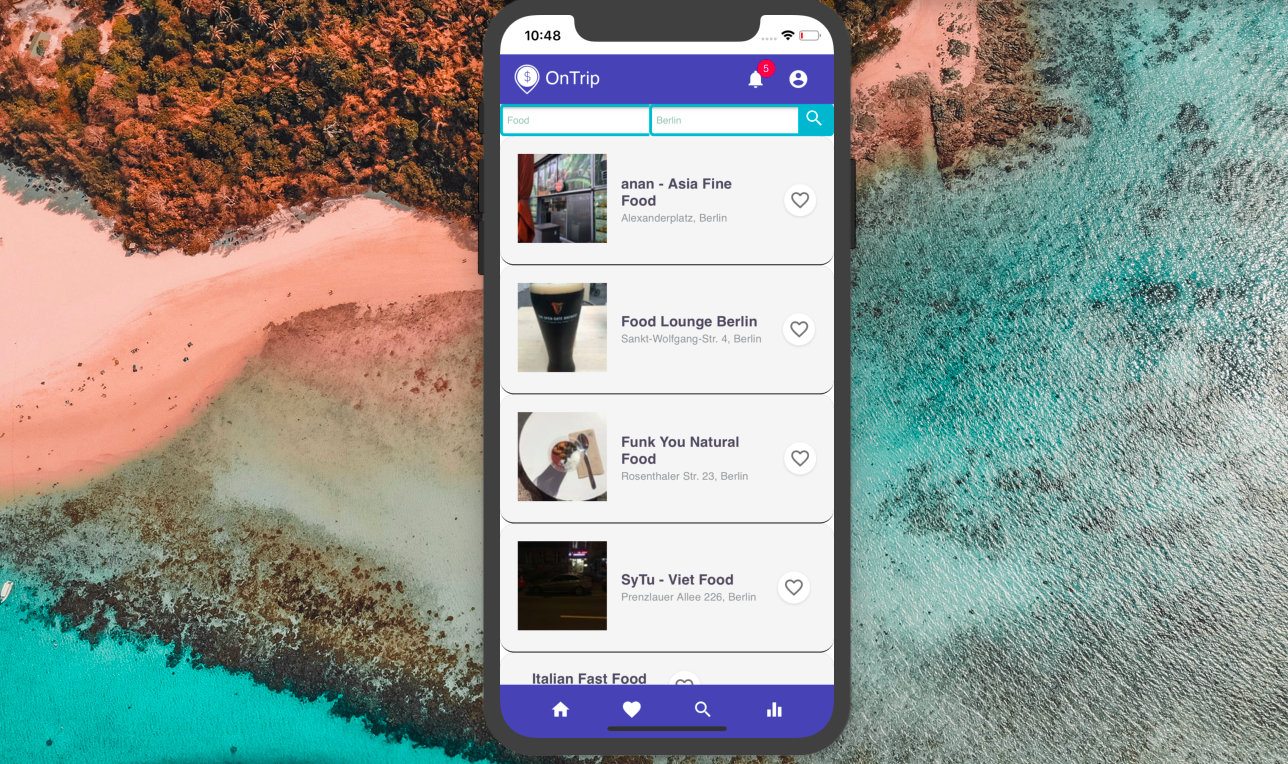 10:48
$ OnTrip
5
Food
Berlin
anan - Asia Fine
Food
Alexanderplatz, Berlin
Food Lounge Berlin
Sankt-Wolfgang-Str. 4, Berlin
Funk You Natural
Food
Rosenthaler Str. 23, Berlin
SyTu - Viet Food
Prenzlauer Allee 226, Berlin
Italian Fast Food